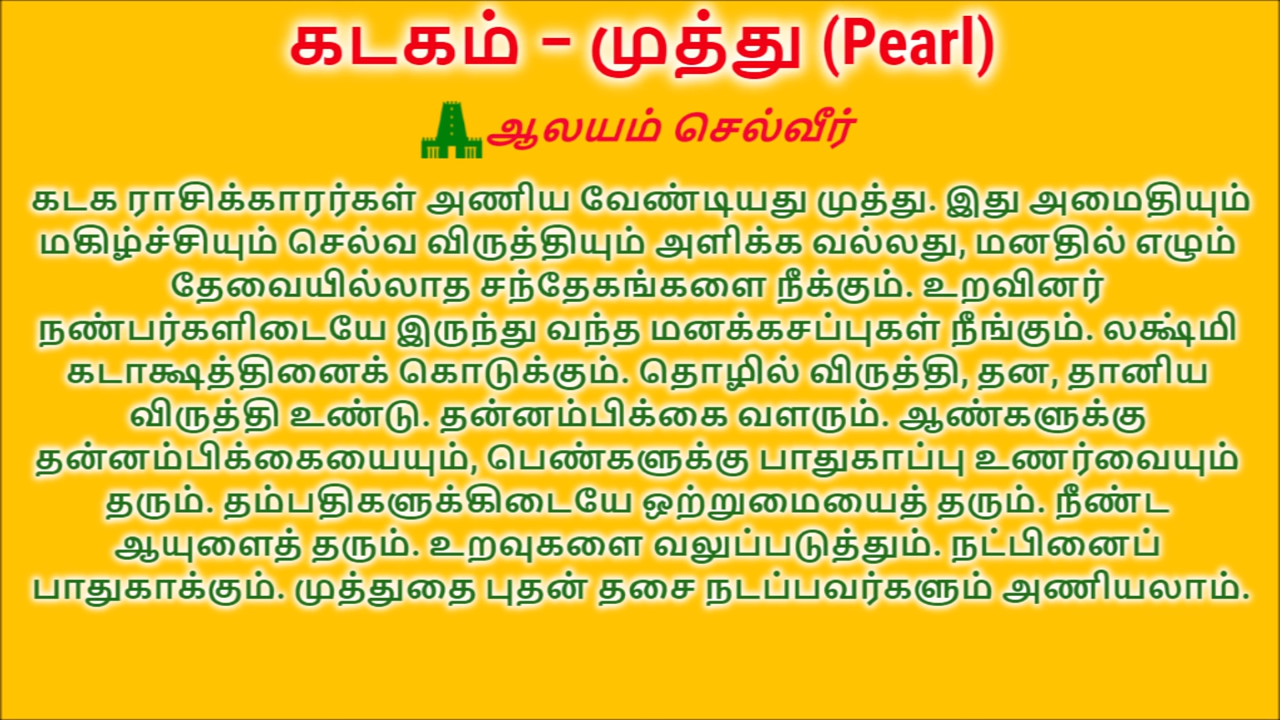 கடகம் – முத்து (Pearl)
ஆலயம் செல்வீர்
கடக ராசிக்காரர்கள் அணிய வேண்டியது முத்து. இது அமைதியும்
மகிழ்ச்சியும் செல்வ விருத்தியும் அளிக்க வல்லது, மனதில் எழும்
தேவையில்லாத சந்தேகங்களை நீக்கும். உறவினர்
நண்பர்களிடையே இருந்து வந்த மனக்கசப்புகள் நீங்கும். லக்ஷ்மி
கடாக்ஷத்தினைக் கொடுக்கும். தொழில் விருத்தி, தன, தானிய
விருத்தி உண்டு. தன்னம்பிக்கை வளரும். ஆண்களுக்கு
தன்னம்பிக்கையையும், பெண்களுக்கு பாதுகாப்பு உணர்வையும்
தரும். தம்பதிகளுக்கிடையே ஒற்றுமையைத் தரும். நீண்ட
ஆயுளைத் தரும். உறவுகளை வலுப்படுத்தும். நட்பினைப்
பாதுகாக்கும். முத்துதை புதன் தசை நடப்பவர்களும் அணியலாம்.